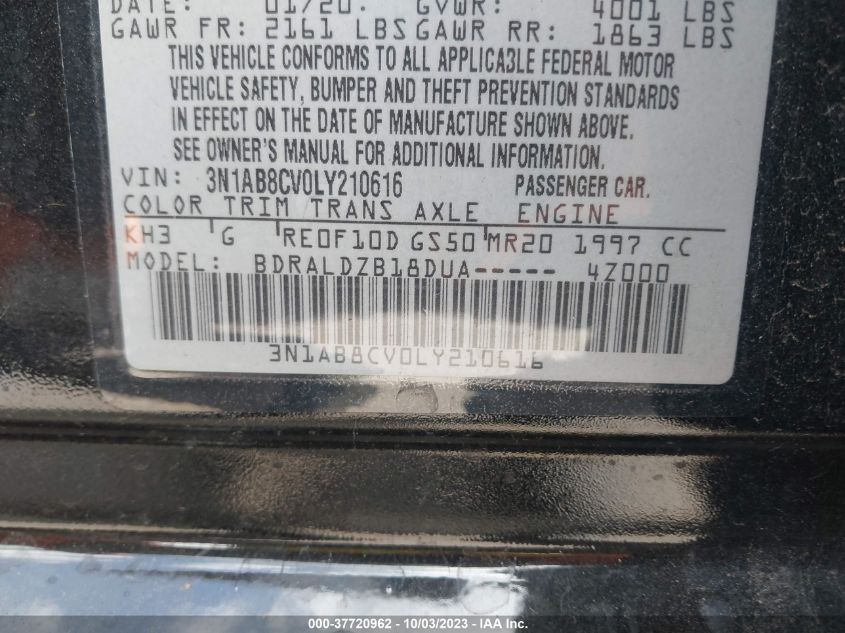 DATE: 01/20. GVWR: 4001 LBS
GAWR FR: 2161 LBS GAWR RR: 1863 LBS
THIS VEHICLE CONFORMS TO ALL APPLICA3LE FEDERAL MOTOR
VEHICLE SAFETY, BUMPER AND THEFT PREVENTION STANDARDS
IN EFFECT ON THE DATE OF MANUFACTURE SHOWN ABOVE.
SEE OWNER'S MANUAL FOR ADDITIONAL INFORMATION.
VIN: 3N1AB8CV0LY210616 PASSENGER CAR.
COLOR TRIM TRANS AXLE ENGINE
KH3 G RE0F10D GS50 MR20 1997 CC
MODEL: BDRALDZB18DUA----- 4Z000
3N1AB8CV0LY210616
000-37720962 - 10/03/2023 - IAA Inc.